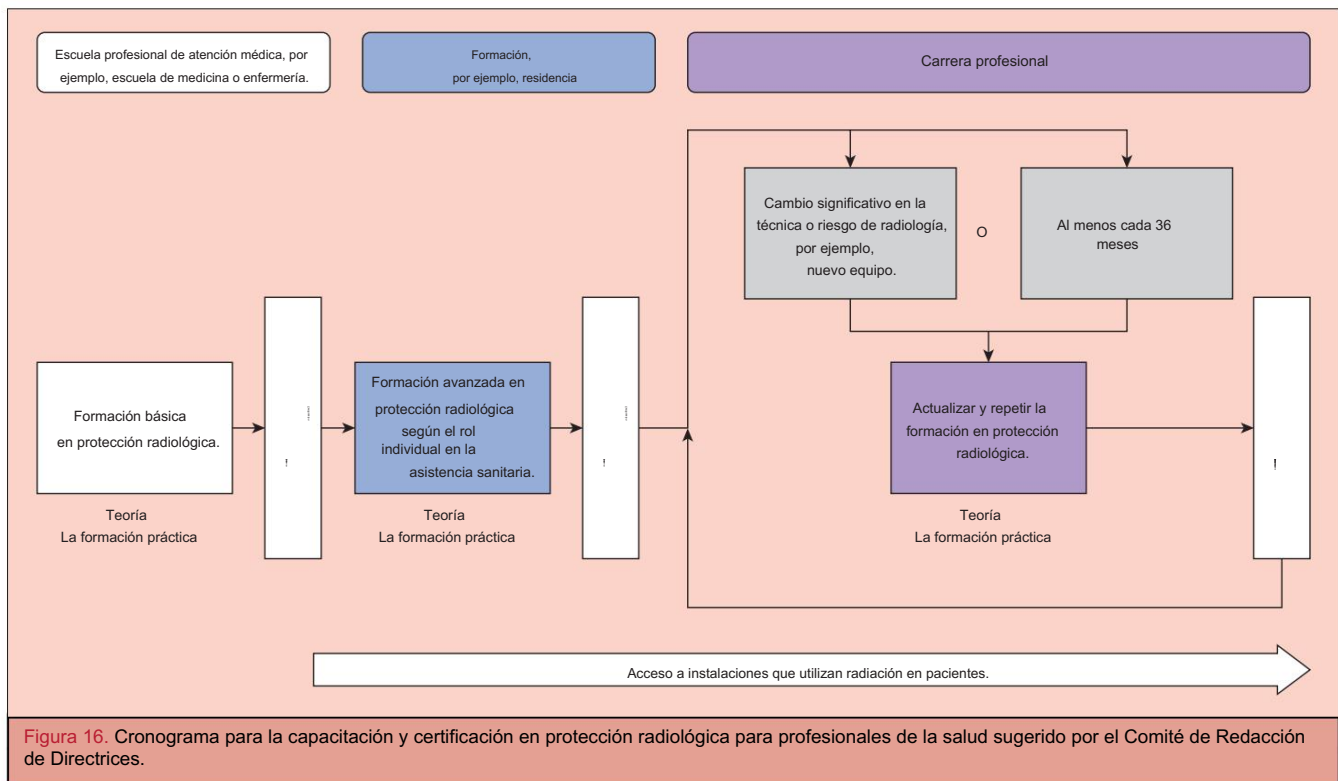 Escuela profesional de atención médica, por
ejemplo, escuela de medicina o enfermería.
Formación,
por ejemplo, residencia
Carrera profesional
Cambio significativo en la
técnica o riesgo de radiología,
por ejemplo,
nuevo equipo.
O
Al menos cada 36
meses
Formación básica
en protección radiológica.
Teoría
La formación práctica
Formación avanzada en
protección radiológica
según el rol
individual en la
asistencia sanitaria.
Teoría
La formación práctica
Actualizar y repetir la
formación en protección
radiológica.
Teoría
La formación práctica
Acceso a instalaciones que utilizan radiación en pacientes.
Figura 16. Cronograma para la capacitación y certificación en protección radiológica para profesionales de la salud sugerido por el Comité de Redacción
de Directrices.